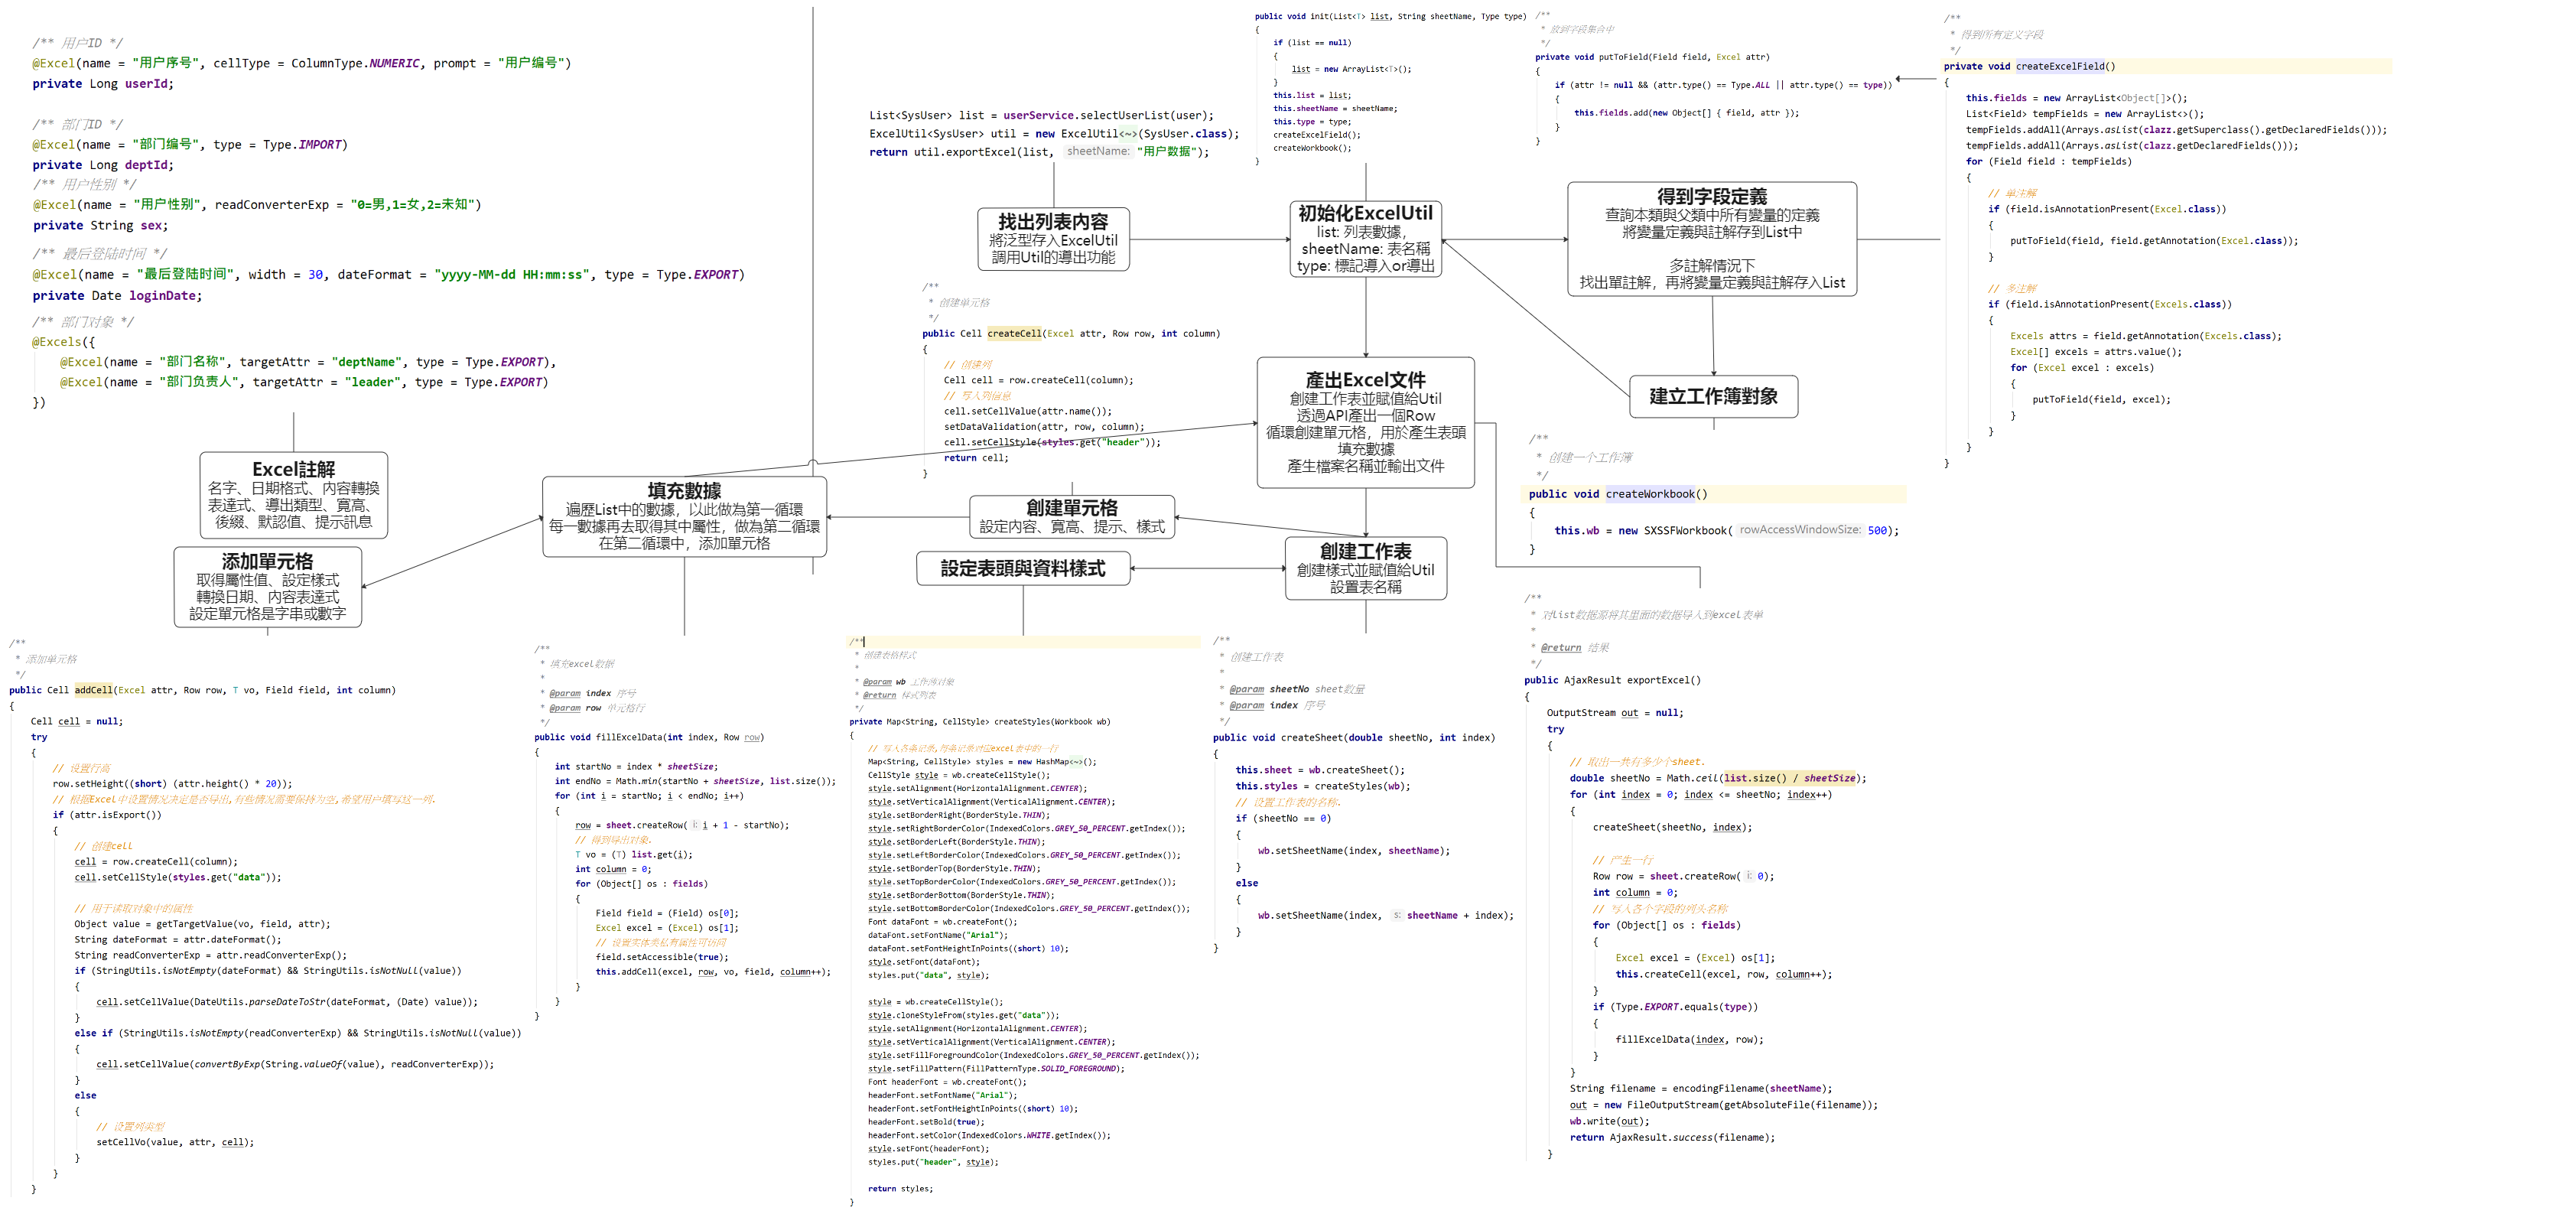 /** 用户ID */
@Excel(name = "用户序号", cellType = ColumnType.NUMERIC, prompt = "用户编号")
private Long userId;
/** 部门ID */
@Excel(name = "部门编号", type = Type.IMPORT)
private Long deptId;
/** 用户性别 */
@Excel(name = "用户性别", readConverterExp = "0=男,1=女,2=未知")
private String sex;
/** 最后登陆时间 */
@Excel(name = "最后登陆时间", width = 30, dateFormat = "yyyy-MM-dd HH:mm:ss", type = Type.EXPORT)
private Date loginDate;
/** 部门对象 */
@Excels({
@Excel(name = "部门名称", targetAttr = "deptName", type = Type.EXPORT),
@Excel(name = "部门负责人", targetAttr = "leader", type = Type.EXPORT)
})
Excel註解
名字、日期格式、內容轉換
表達式、導出類型、寬高、
後綴、默認值、提示訊息
添加單元格
取得屬性值、設定樣式
轉換日期、內容表達式
設定單元格是字串或數字
/**
* 添加单元格
*/
public Cell addCell(Excel attr, Row row, T vo, Field field, int column)
{
Cell cell = null;
try
{
// 设置行高
row.setHeight((short) (attr.height() * 20));
// 根据Excel中设置情况决定是否导出,有些情况需要保持为空,希望用户填写这一列.
if (attr.isExport())
{
// 创建cell
cell = row.createCell(column);
cell.setCellStyle(styles.get("data"));
// 用于读取对象中的属性
Object value = getTargetValue(vo, field, attr);
String dateFormat = attr.dateFormat();
String readConverterExp = attr.readConverterExp();
if (StringUtils.isNotEmpty(dateFormat) && StringUtils.isNotNull(value))
{
cell.setCellValue(DateUtils.parseDateToStr(dateFormat, (Date) value));
}
else if (StringUtils.isNotEmpty(readConverterExp) && StringUtils.isNotNull(value))
{
cell.setCellValue(convertByExp(String.valueOf(value), readConverterExp));
}
else
{
// 设置列类型
setCellVo(value, attr, cell);
}
}
}
填充數據
遍歷List中的數據，以此做為第一循環
每一數據再去取得其中屬性，做為第二循環
在第二循環中，添加單元格
/**
* 填充excel数据
*
* @param index 序号
* @param row 单元格行
*/
public void fillExcelData(int index, Row row)
{
int startNo = index * sheetSize;
int endNo = Math.min(startNo + sheetSize, list.size());
for (int i = startNo; i < endNo; i++)
{
row = sheet.createRow( i: i + 1 - startNo);
// 得到导出对象.
T vo = (T) list.get(i);
int column = 0;
for (Object[] os : fields)
{
Field field = (Field) os[0];
Excel excel = (Excel) os[1];
// 设置实体类私有属性可访问
field.setAccessible(true);
this.addCell(excel, row, vo, field, column++);
}
}
}
List<SysUser> list = userService.selectUserList(user);
ExcelUtil<SysUser> util = new ExcelUtil<~>(SysUser.class);
return util.exportExcel(list, sheetName: "用户数据");
找出列表內容
將泛型存入ExcelUtil
調用Util的導出功能
/**
* 创建单元格
*/
public Cell createCell(Excel attr, Row row, int column)
{
// 创建列
Cell cell = row.createCell(column);
// 写入列信息
cell.setCellValue(attr.name());
setDataValidation(attr, row, column);
cell.setCellStyle(styles.get("header"));
return cell;
}
創建單元格
設定內容、寬高、提示、樣式
設定表頭與資料樣式
/**
* 创建表格样式
*
* @param wb 工作薄对象
* @return 样式列表
*/
private Map<String, CellStyle> createStyles(Workbook wb)
{
// 写入各条记录,每条记录对应excel表中的一行
Map<String, CellStyle> styles = new HashMap<~>();
CellStyle style = wb.createCellStyle();
style.setAlignment(HorizontalAlignment.CENTER);
style.setVerticalAlignment(VerticalAlignment.CENTER);
style.setBorderRight(BorderStyle.THIN);
style.setRightBorderColor(IndexedColors.GREY_50_PERCENT.getIndex());
style.setBorderLeft(BorderStyle.THIN);
style.setLeftBorderColor(IndexedColors.GREY_50_PERCENT.getIndex());
style.setBorderTop(BorderStyle.THIN);
style.setTopBorderColor(IndexedColors.GREY_50_PERCENT.getIndex());
style.setBorderBottom(BorderStyle.THIN);
style.setBottomBorderColor(IndexedColors.GREY_50_PERCENT.getIndex());
Font dataFont = wb.createFont();
dataFont.setFontName("Arial");
dataFont.setFontHeightInPoints((short) 10);
style.setFont(dataFont);
styles.put("data", style);
style = wb.createCellStyle();
style.cloneStyleFrom(styles.get("data"));
style.setAlignment(HorizontalAlignment.CENTER);
style.setVerticalAlignment(VerticalAlignment.CENTER);
style.setFillForegroundColor(IndexedColors.GREY_50_PERCENT.getIndex());
style.setFillPattern(FillPatternType.SOLID_FOREGROUND);
Font headerFont = wb.createFont();
headerFont.setFontName("Arial");
headerFont.setFontHeightInPoints((short) 10);
headerFont.setBold(true);
headerFont.setColor(IndexedColors.WHITE.getIndex());
style.setFont(headerFont);
styles.put("header", style);
return styles;
}
public void init(List<T> list, String sheetName, Type type)
{
if (list == null)
{
list = new ArrayList<T>();
}
this.list = list;
this.sheetName = sheetName;
this.type = type;
createExcelField();
createWorkbook();
}
初始化ExcelUtil
list: 列表數據，
sheetName: 表名稱
type: 標記導入or導出
產出Excel文件
創建工作表並賦值給Util
透過API產出一個Row
循環創建單元格，用於產生表頭
填充數據
產生檔案名稱並輸出文件
創建工作表
創建樣式並賦值給Util
設置表名稱
/**
* 创建工作表
*
* @param sheetNo sheet数量
* @param index 序号
*/
public void createSheet(double sheetNo, int index)
{
this.sheet = wb.createSheet();
this.styles = createStyles(wb);
// 设置工作表的名称.
if (sheetNo == 0)
{
wb.setSheetName(index, sheetName);
}
else
{
wb.setSheetName(index, s: sheetName + index);
}
}
/**
* 放到字段集合中
*/
private void putToField(Field field, Excel attr)
{
if (attr != null && (attr.type() == Type.ALL || attr.type() == type))
{
this.fields.add(new Object[] { field, attr });
}
}
得到字段定義
查詢本類與父類中所有變量的定義
將變量定義與註解存到List中
多註解情況下
找出單註解，再將變量定義與註解存入List
建立工作簿對象
/**
* 创建一个工作簿
*/
public void createWorkbook()
{
this.wb = new SXSSFWorkbook( rowAccessWindowSize: 500);
}
/**
* 对list数据源将其里面的数据导入到excel表单
*
* @return 结果
*/
public AjaxResult exportExcel()
{
OutputStream out = null;
try
{
// 取出一共有多少个sheet.
double sheetNo = Math.ceil(list.size() / sheetSize);
for (int index = 0; index <= sheetNo; index++)
{
createSheet(sheetNo, index);
// 产生一行
Row row = sheet.createRow( i: 0);
int column = 0;
// 写入各个字段的列头名称
for (Object[] os : fields)
{
Excel excel = (Excel) os[1];
this.createCell(excel, row, column++);
}
if (Type.EXPORT.equals(type))
{
fillExcelData(index, row);
}
}
String filename = encodingFilename(sheetName);
out = new FileOutputStream(getAbsoluteFile(filename));
wb.write(out);
return AjaxResult.success(filename);
}
/**
* 得到所有定义字段
*/
private void createExcelField()
{
this.fields = new ArrayList<Object[]>();
List<Field> tempFields = new ArrayList<>();
tempFields.addAll(Arrays.asList(clazz.getSuperclass().getDeclaredFields()));
tempFields.addAll(Arrays.asList(clazz.getDeclaredFields()));
for (Field field : tempFields)
{
// 单注解
if (field.isAnnotationPresent(Excel.class))
{
putToField(field, field.getAnnotation(Excel.class));
}
// 多注解
if (field.isAnnotationPresent(Excels.class))
{
Excels attrs = field.getAnnotation(Excels.class);
Excel[] excels = attrs.value();
for (Excel excel : excels)
{
putToField(field, excel);
}
}
}
}